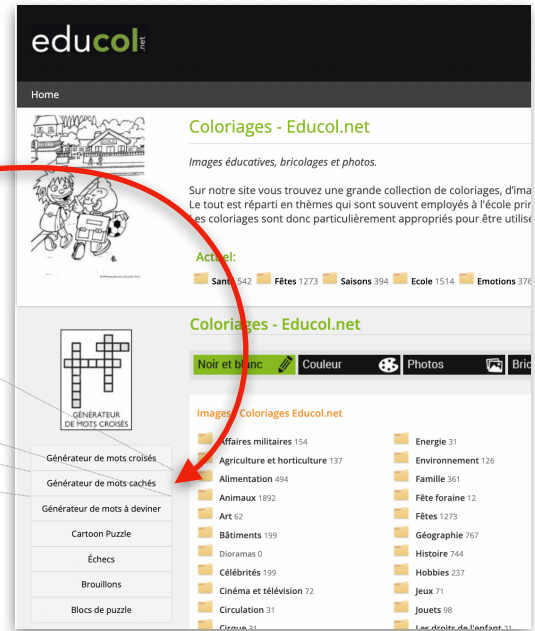 educol.net
Home
Coloriages - Educol.net
Images éducatives, bricolages et photos.
Sur notre site vous trouvez une grande collection de coloriages, d'ima
Le tout est réparti en thèmes qui sont souvent employés à l'école prin
Les coloriages sont donc particulièrement appropriés pour être utilise
Actuel:
Santé 542 Fêtes 1273 Saisons 394 Ecole 1514 Emotions 376
Coloriages - Educol.net
Noir et blanc Couleur Photos Bric
GÉNÉRATEUR
DE MOTS CROISÉS
Générateur de mots croisés
Générateur de mots cachés
Générateur de mots à deviner
Cartoon Puzzle
Échecs
Brouillons
Blocs de puzzle
Images - Coloriages Educol.net
Affaires militaires 154
Agriculture et horticulture 137
Alimentation 494
Animaux 1892
Art 62
Bâtiments 199
Dioramas 0
Célébrités 199
Cinéma et télévision 72
Circulation 31
Cirque 31
Energie 31
Environnement 126
Famille 361
Fête foraine 12
Fêtes 1273
Géographie 767
Histoire 744
Hobbies 237
Jeux 71
Jouets 98
Les droits de l'enfant 21